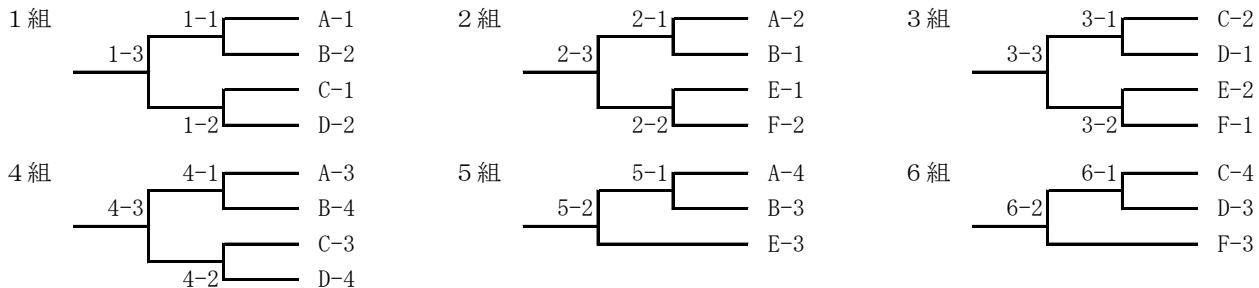 1組 1-1 A-1 2組 2-1 A-2 3組 3-1 C-2
1-3 B-2 2-3 B-1 3-3 D-1
C-1 E-1 E-2
1-2 D-2 2-2 F-2 3-2 F-1
4組 4-1 A-3 5組 5-1 A-4 6組 6-1 C-4
4-3 B-4 5-2 B-3 6-2 D-3
C-3 E-3 F-3
4-2 D-4